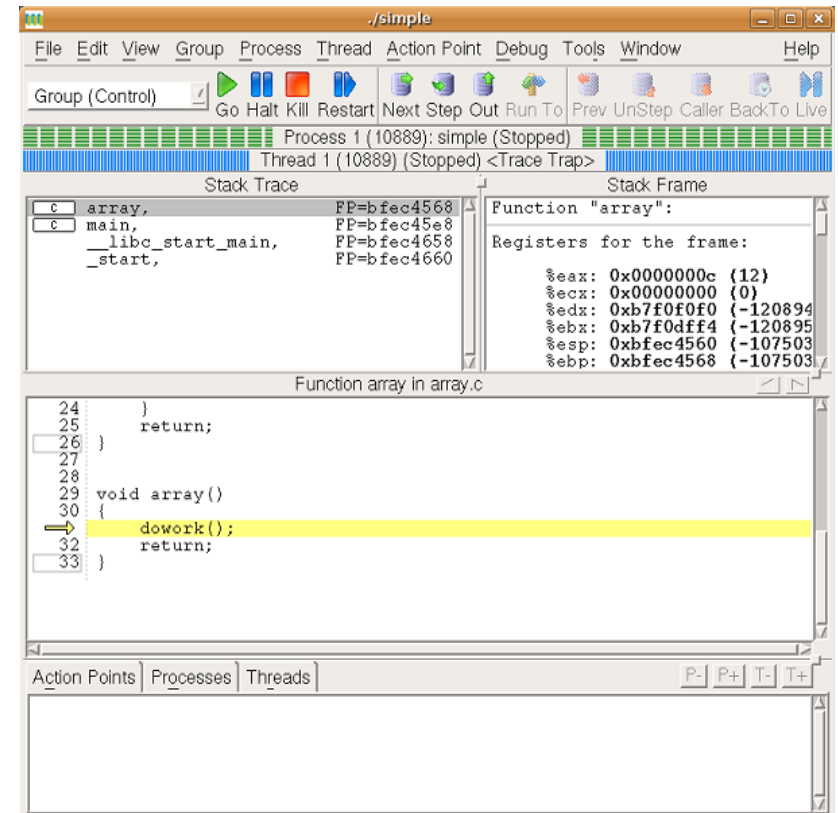 ./simple
File Edit View Group Process Thread Action Point Debug Tools Window Help
Group (Control) Go Halt Kill Restart Next Step Out Run To Prev UnStep Caller BackTo Live
Process 1 (10889): simple (Stopped)
Thread 1 (10889) (Stopped) <Trace Trap>
Stack Trace
C array, FP=bfec4568
C main, FP=bfec45e8
__libc_start_main, FP=bfec4658
_start, FP=bfec4660
Stack Frame
Function "array":
Registers for the frame:
%eax: 0x0000000c (12)
%ecx: 0x00000000 (0)
%edx: 0xb7f0f0f0 (-120894
%ebx: 0xb7f0dff4 (-120895
%esp: 0xbfec4560 (-107503
%ebp: 0xbfec4568 (-107503
Function array in array.c
24 }
25 return;
26 }
27
28
29 void array()
30 {
dowork();
32 return;
33 }
Action Points Processes Threads P- P+ T- T+